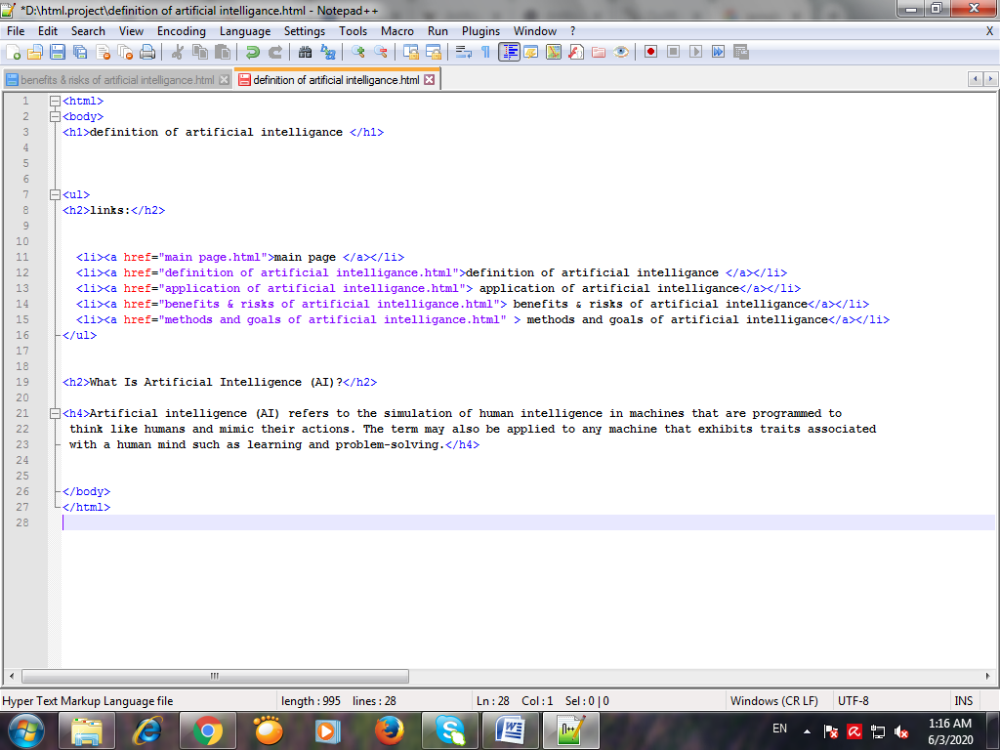 *D:\html.project\definition of artificial intelligance.html - Notepad++
File Edit Search View Encoding Language Settings Tools Macro Run Plugins Window ? X
benefits & risks of artificial intelligance.html definition of artificial intelligance.html
1 <html>
2 <body>
3 <h1>definition of artificial intelligance </h1>
4
5
6
7 <ul>
8 <h2>links:</h2>
9
10
11 <li><a href="main page.html">main page </a></li>
12 <li><a href="definition of artificial intelligance.html">definition of artificial intelligance </a></li>
13 <li><a href="application of artificial intelligance.html"> application of artificial intelligance</a></li>
14 <li><a href="benefits & risks of artificial intelligance.html"> benefits & risks of artificial intelligance</a></li>
15 <li><a href="methods and goals of artificial intelligance.html" > methods and goals of artificial intelligance</a></li>
16 </ul>
17
18
19 <h2>What Is Artificial Intelligence (AI)?</h2>
20
21 <h4>Artificial intelligence (AI) refers to the simulation of human intelligence in machines that are programmed to
22 think like humans and mimic their actions. The term may also be applied to any machine that exhibits traits associated
23 with a human mind such as learning and problem-solving.</h4>
24
25
26 </body>
27 </html>
28
Hyper Text Markup Language file length : 995 lines : 28 Ln : 28 Col : 1 Sel : 0 | 0 Windows (CR LF) UTF-8 INS
EN 1:16 AM
6/3/2020